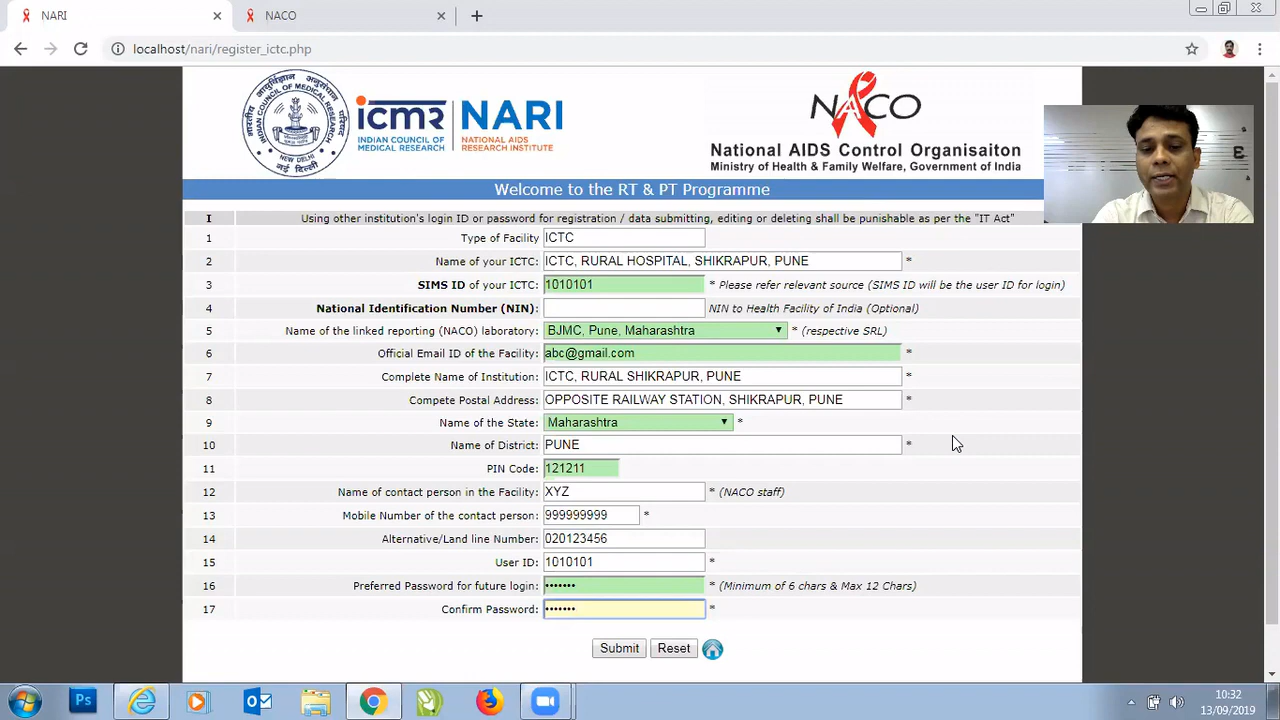 NARI
NACO
localhost/nari/register_ictc.php
icmr NARI
INDIAN COUNCIL OF MEDICAL RESEARCH
NATIONAL AIDS RESEARCH INSTITUTE
NACO
National AIDS Control Organisaiton
Ministry of Health & Family Welfare, Government of India
Welcome to the RT & PT Programme
I Using other institution's login ID or password for registration / data submitting, editing or deleting shall be punishable as per the "IT Act"
1 Type of Facility ICTC
2 Name of your ICTC: ICTC, RURAL HOSPITAL, SHIKRAPUR, PUNE *
3 SIMS ID of your ICTC: 1010101 * Please refer relevant source (SIMS ID will be the user ID for login)
4 National Identification Number (NIN): NIN to Health Facility of India (Optional)
5 Name of the linked reporting (NACO) laboratory: BJMC, Pune, Maharashtra * (respective SRL)
6 Official Email ID of the Facility: abc@gmail.com *
7 Complete Name of Institution: ICTC, RURAL SHIKRAPUR, PUNE *
8 Compete Postal Address: OPPOSITE RAILWAY STATION, SHIKRAPUR, PUNE *
9 Name of the State: Maharashtra *
10 Name of District: PUNE *
11 PIN Code: 121211
12 Name of contact person in the Facility: XYZ * (NACO staff)
13 Mobile Number of the contact person: 999999999 *
14 Alternative/Land line Number: 020123456
15 User ID: 1010101 *
16 Preferred Password for future login: ••••••• * (Minimum of 6 chars & Max 12 Chars)
17 Confirm Password: ••••••• *
Submit Reset
Ps
10:32
13/09/2019